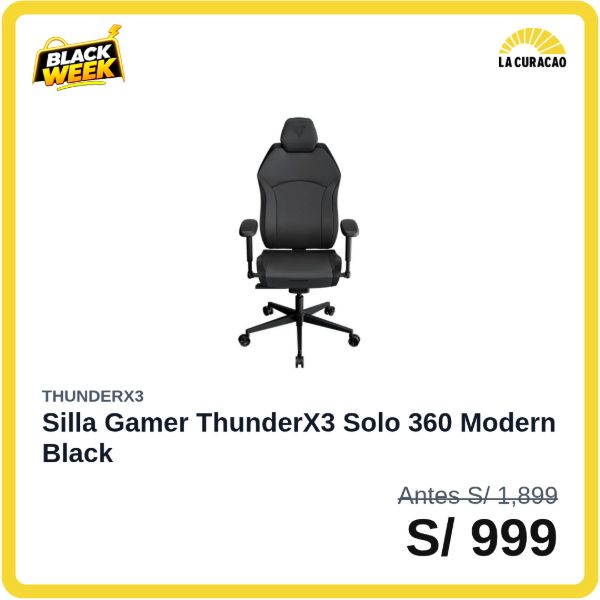 BLACK
WEEK
LA CURACAO
THUNDERX3
Silla Gamer ThunderX3 Solo 360 Modern
Black
Antes S/ 1,899
S/ 999